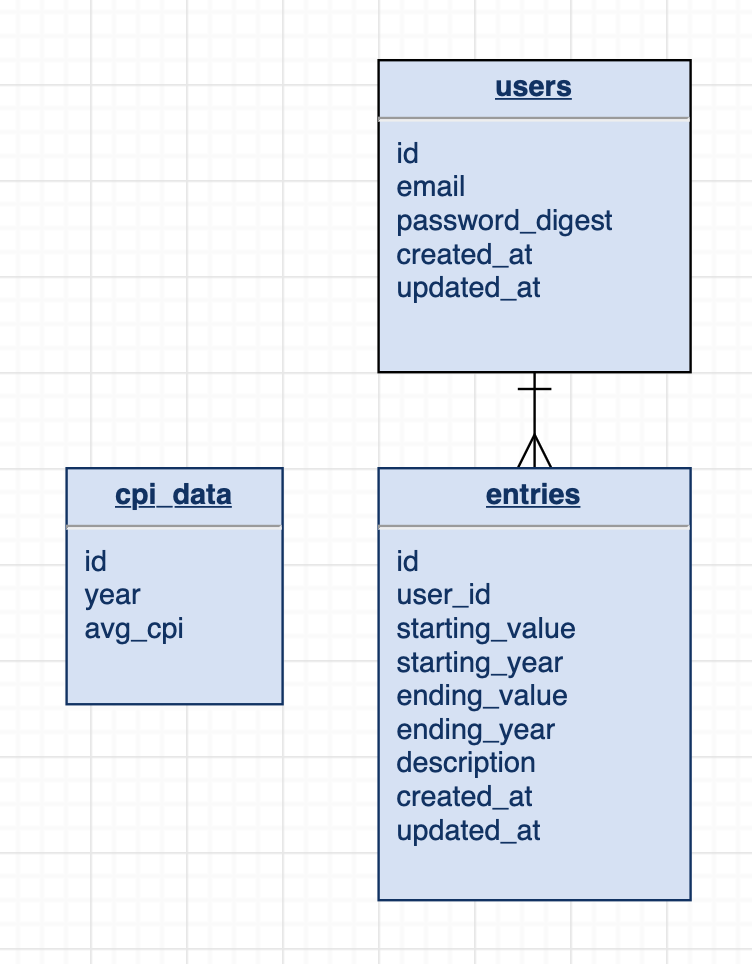 users
id
email
password_digest
created_at
updated_at
cpi_data
id
year
avg_cpi
entries
id
user_id
starting_value
starting_year
ending_value
ending_year
description
created_at
updated_at